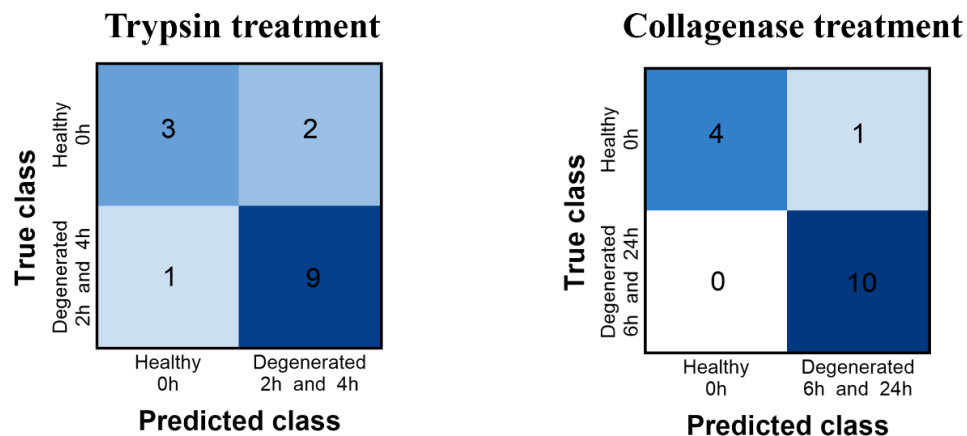 Trypsin treatment
True class
Healthy
0h
Degenerated
2h and 4h
3
2
1
9
Healthy
0h
Degenerated
2h and 4h
Predicted class
Collagenase treatment
True class
Healthy
0h
Degenerated
6h and 24h
4
1
0
10
Healthy
0h
Degenerated
6h and 24h
Predicted class